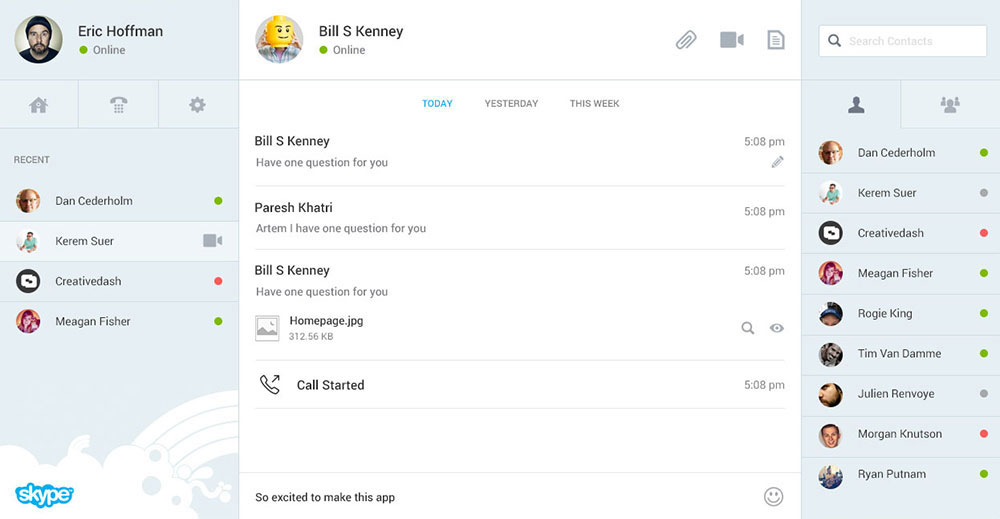 Eric Hoffman
Online
RECENT
Dan Cederholm
Kerem Suer
Creativedash
Meagan Fisher
skype
Bill S Kenney
Online
TODAY YESTERDAY THIS WEEK
Bill S Kenney 5:08 pm
Have one question for you
Paresh Khatri 5:08 pm
Artem I have one question for you
Bill S Kenney 5:08 pm
Have one question for you
Homepage.jpg
312.56 KB
Call Started 5:08 pm
So excited to make this app
Search Contacts
Dan Cederholm
Kerem Suer
Creativedash
Meagan Fisher
Rogie King
Tim Van Damme
Julien Renvoye
Morgan Knutson
Ryan Putnam